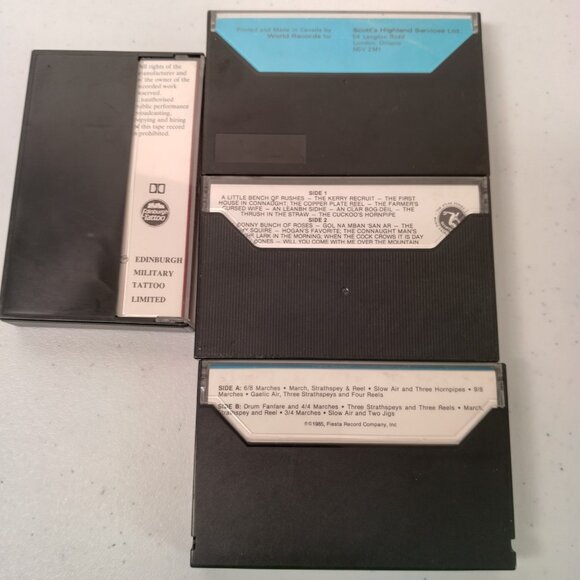 All rights of the
manufacturer and
the owner of the
recorded work
reserved.
Unauthorised
public performance
broadcasting,
copying and hiring
of this tape record
prohibited.
Edinburgh
Tattoo
EDINBURGH
MILITARY
TATTOO
LIMITED
Printed and Made in Canada by
World Records to
Scott's Highland Services Ltd.
London, Ontario
SIDE 1
A LITTLE BENCH OF RUSHES — THE KERRY RECRUIT — THE FIRST
HOUSE IN CONNAUGHT, THE COPPER PLATE REEL — THE FARMER'S
CURSED WIFE — AN LEANBH SIDHE — AN CLAR BOG DEIL — THE
THRUSH IN THE STRAW — THE CUCKOO'S HORNPIPE
SIDE 2
BONNY BUNCH OF ROSES — GOL NA MBAN 'SAN AR — THE
SQUIRE — HOGAN'S FAVORITE; THE CONNAUGHT MAN'S
LARK IN THE MORNING; WHEN THE COCK CROWS IT IS DAY
— WILL YOU COME WITH ME OVER THE MOUNTAIN
SIDE A: 6/8 Marches • March, Strathspey & Reel • Slow Air and Three Hornpipes • 9/8
Marches • Gaelic Air, Three Strathspeys and Four Reels
SIDE B: Drum Fanfare and 4/4 Marches • Three Strathspeys and Three Reels • March,
Strathspey and Reel • 3/4 Marches • Slow Air and Two Jigs
℗©1985, Fiesta Record Company, Inc